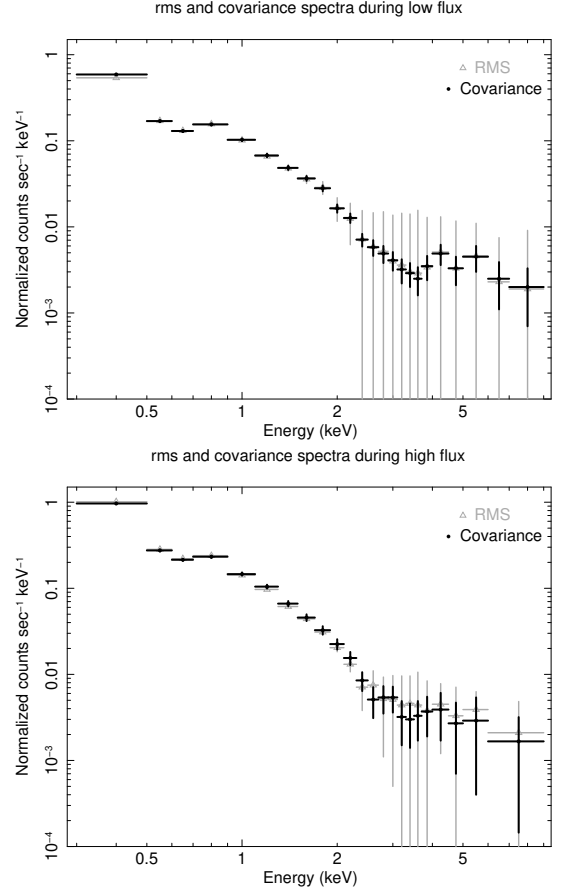 rms and covariance spectra during low flux
RMS
Covariance
Normalized counts sec⁻¹ keV⁻¹
1
0.1
0.01
10⁻³
10⁻⁴
0.5
1
2
5
Energy (keV)
rms and covariance spectra during high flux
RMS
Covariance
Normalized counts sec⁻¹ keV⁻¹
1
0.1
0.01
10⁻³
10⁻⁴
0.5
1
2
5
Energy (keV)